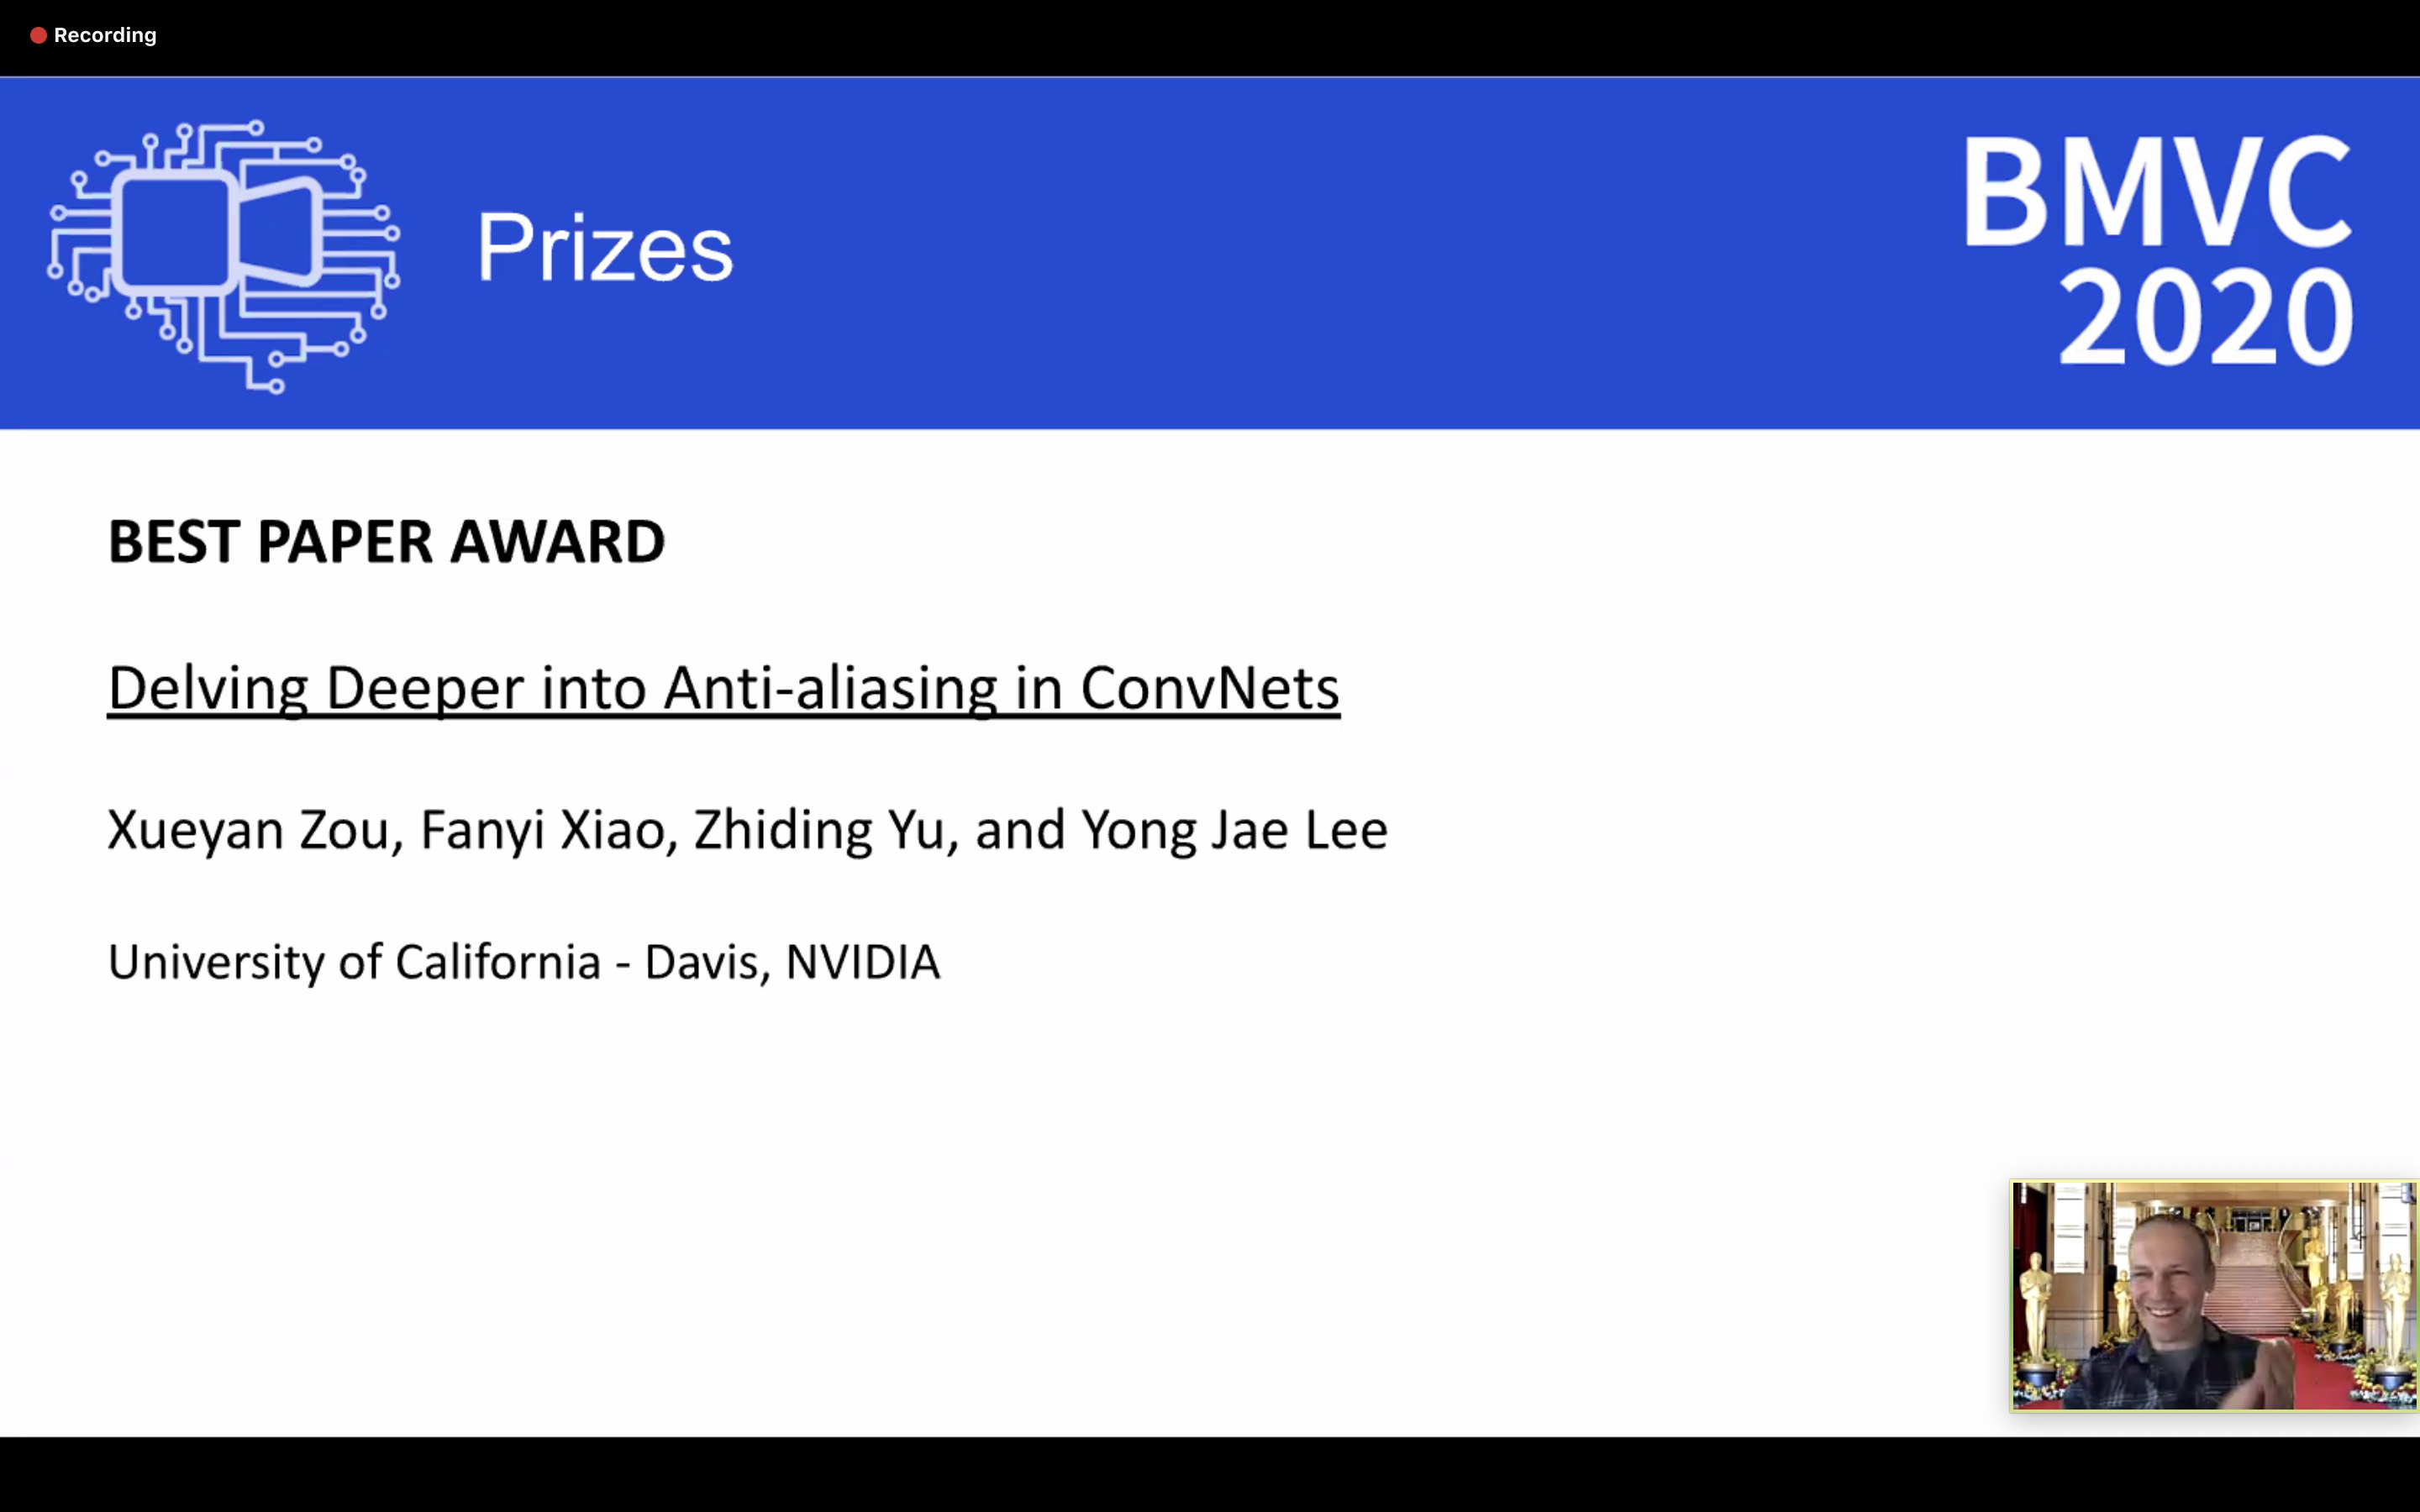 Recording
Prizes
BMVC
2020
BEST PAPER AWARD
Delving Deeper into Anti-aliasing in ConvNets
Xueyan Zou, Fanyi Xiao, Zhiding Yu, and Yong Jae Lee
University of California - Davis, NVIDIA